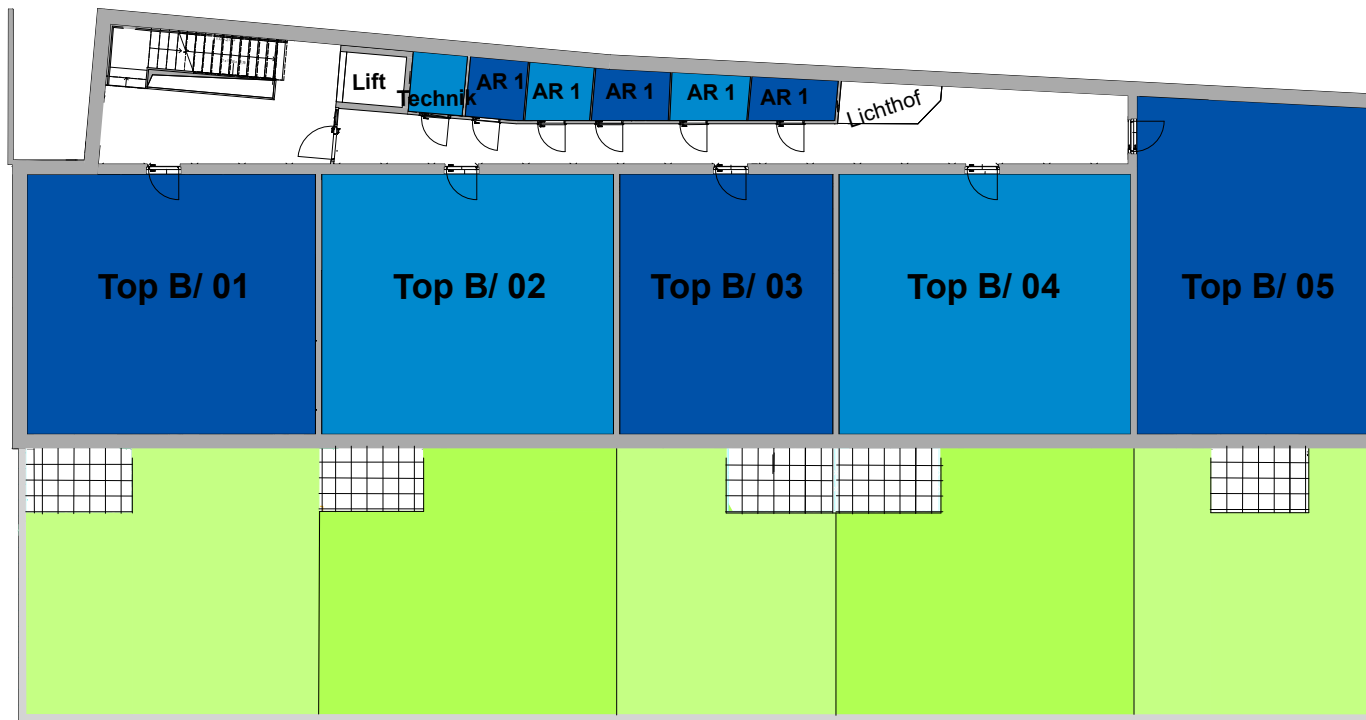 Lift
Technik
AR 1
AR 1
AR 1
AR 1
AR 1
Lichthof
Top B/ 01
Top B/ 02
Top B/ 03
Top B/ 04
Top B/ 05